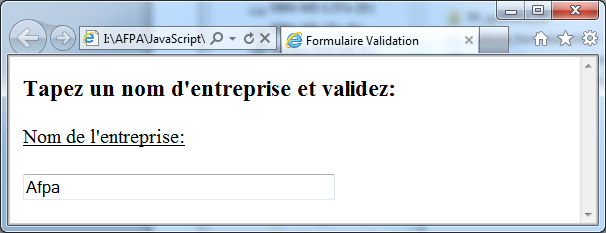 I:\AFPA\JavaScript\
Formulaire Validation
Tapez un nom d'entreprise et validez:
Nom de l'entreprise:
Afpa